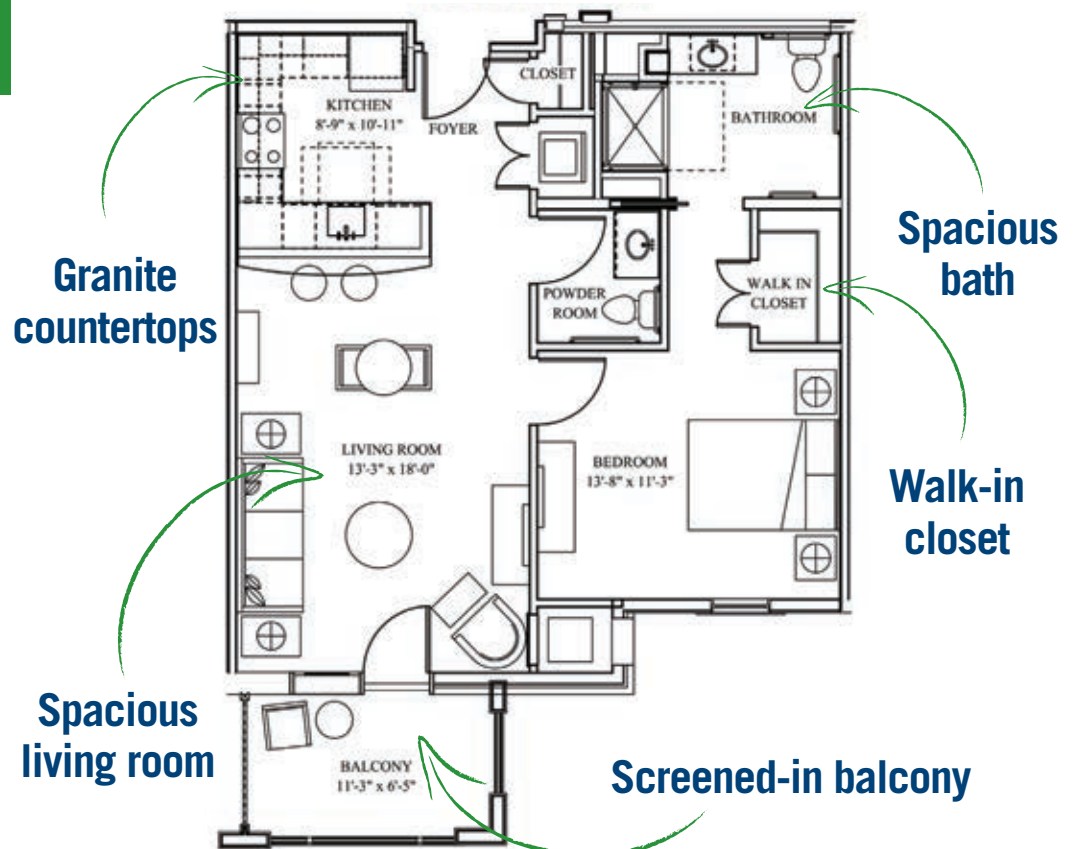 CLOSET
KITCHEN
8'-9" x 10'-11"
FOYER
BATHROOM
Granite
countertops
Spacious
bath
POWDER
ROOM
WALK IN
CLOSET
LIVING ROOM
13'-3" x 18'-0"
BEDROOM
13'-8" x 11'-3"
Walk-in
closet
Spacious
living room
BALCONY
11'-3" x 6'-5"
Screened-in balcony